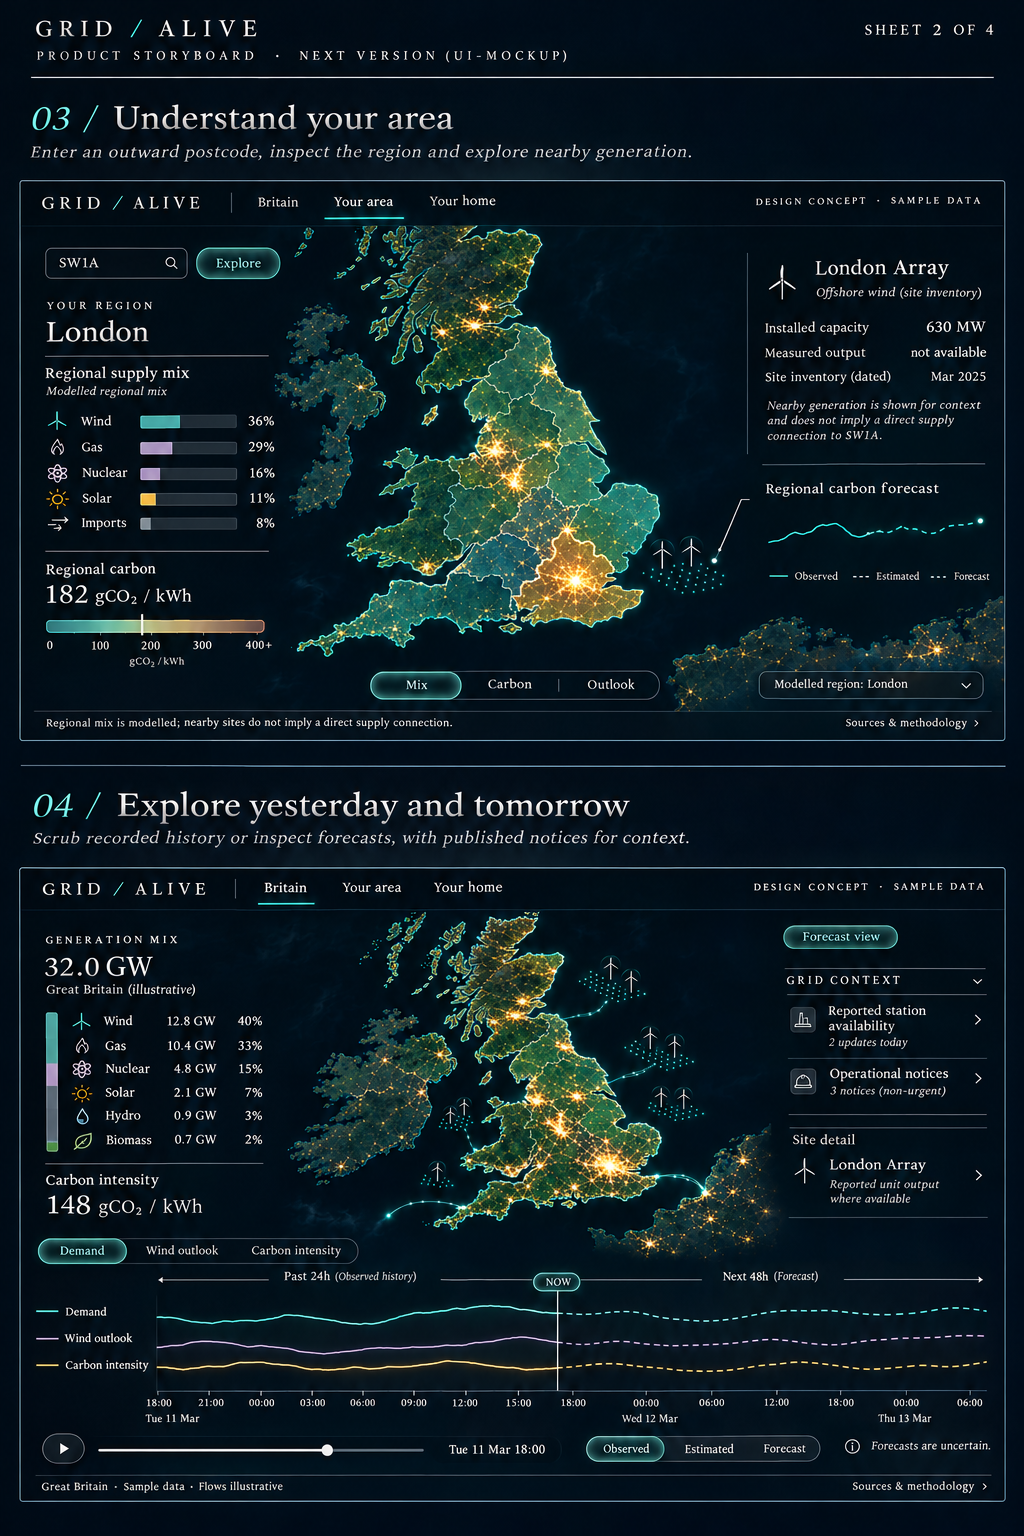 GRID / ALIVE
SHEET 2 OF 4
PRODUCT STORYBOARD · NEXT VERSION (UI-MOCKUP)
03 / Understand your area
Enter an outward postcode, inspect the region and explore nearby generation.
GRID / ALIVE
Britain
Your area
Your home
DESIGN CONCEPT · SAMPLE DATA
SW1A
Explore
YOUR REGION
London
Regional supply mix
Modelled regional mix
Wind 36%
Gas 29%
Nuclear 16%
Solar 11%
Imports 8%
Regional carbon
182 gCO₂ / kWh
0 100 200 300 400+
gCO₂ / kWh
London Array
Offshore wind (site inventory)
Installed capacity 630 MW
Measured output not available
Site inventory (dated) Mar 2025
Nearby generation is shown for context
and does not imply a direct supply
connection to SW1A.
Regional carbon forecast
Observed Estimated Forecast
Mix Carbon Outlook
Modelled region: London
Regional mix is modelled; nearby sites do not imply a direct supply connection.
Sources & methodology >
04 / Explore yesterday and tomorrow
Scrub recorded history or inspect forecasts, with published notices for context.
GRID / ALIVE
Britain
Your area
Your home
DESIGN CONCEPT · SAMPLE DATA
GENERATION MIX
32.0 GW
Great Britain (illustrative)
Wind 12.8 GW 40%
Gas 10.4 GW 33%
Nuclear 4.8 GW 15%
Solar 2.1 GW 7%
Hydro 0.9 GW 3%
Biomass 0.7 GW 2%
Carbon intensity
148 gCO₂ / kWh
Forecast view
GRID CONTEXT
Reported station
availability
2 updates today
Operational notices
3 notices (non-urgent)
Site detail
London Array
Reported unit output
where available
Demand Wind outlook Carbon intensity
Past 24h (Observed history)
NOW
Next 48h (Forecast)
Demand
Wind outlook
Carbon intensity
18:00 21:00 00:00 03:00 06:00 09:00 12:00 15:00 18:00 00:00 06:00 12:00 18:00 00:00 06:00
Tue 11 Mar Wed 12 Mar Thu 13 Mar
Tue 11 Mar 18:00
Observed Estimated Forecast
Forecasts are uncertain.
Great Britain · Sample data · Flows illustrative
Sources & methodology >